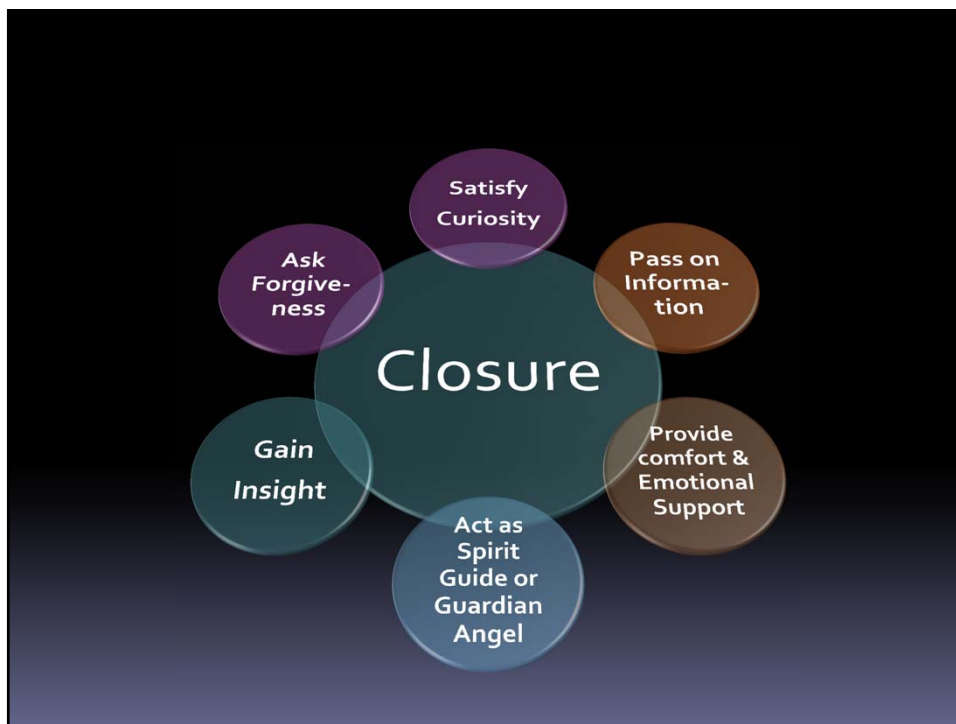 Satisfy
Curiosity
Pass on
Informa-
tion
Provide
comfort &
Emotional
Support
Act as
Spirit
Guide or
Guardian
Angel
Gain
Insight
Ask
Forgive-
ness
Closure